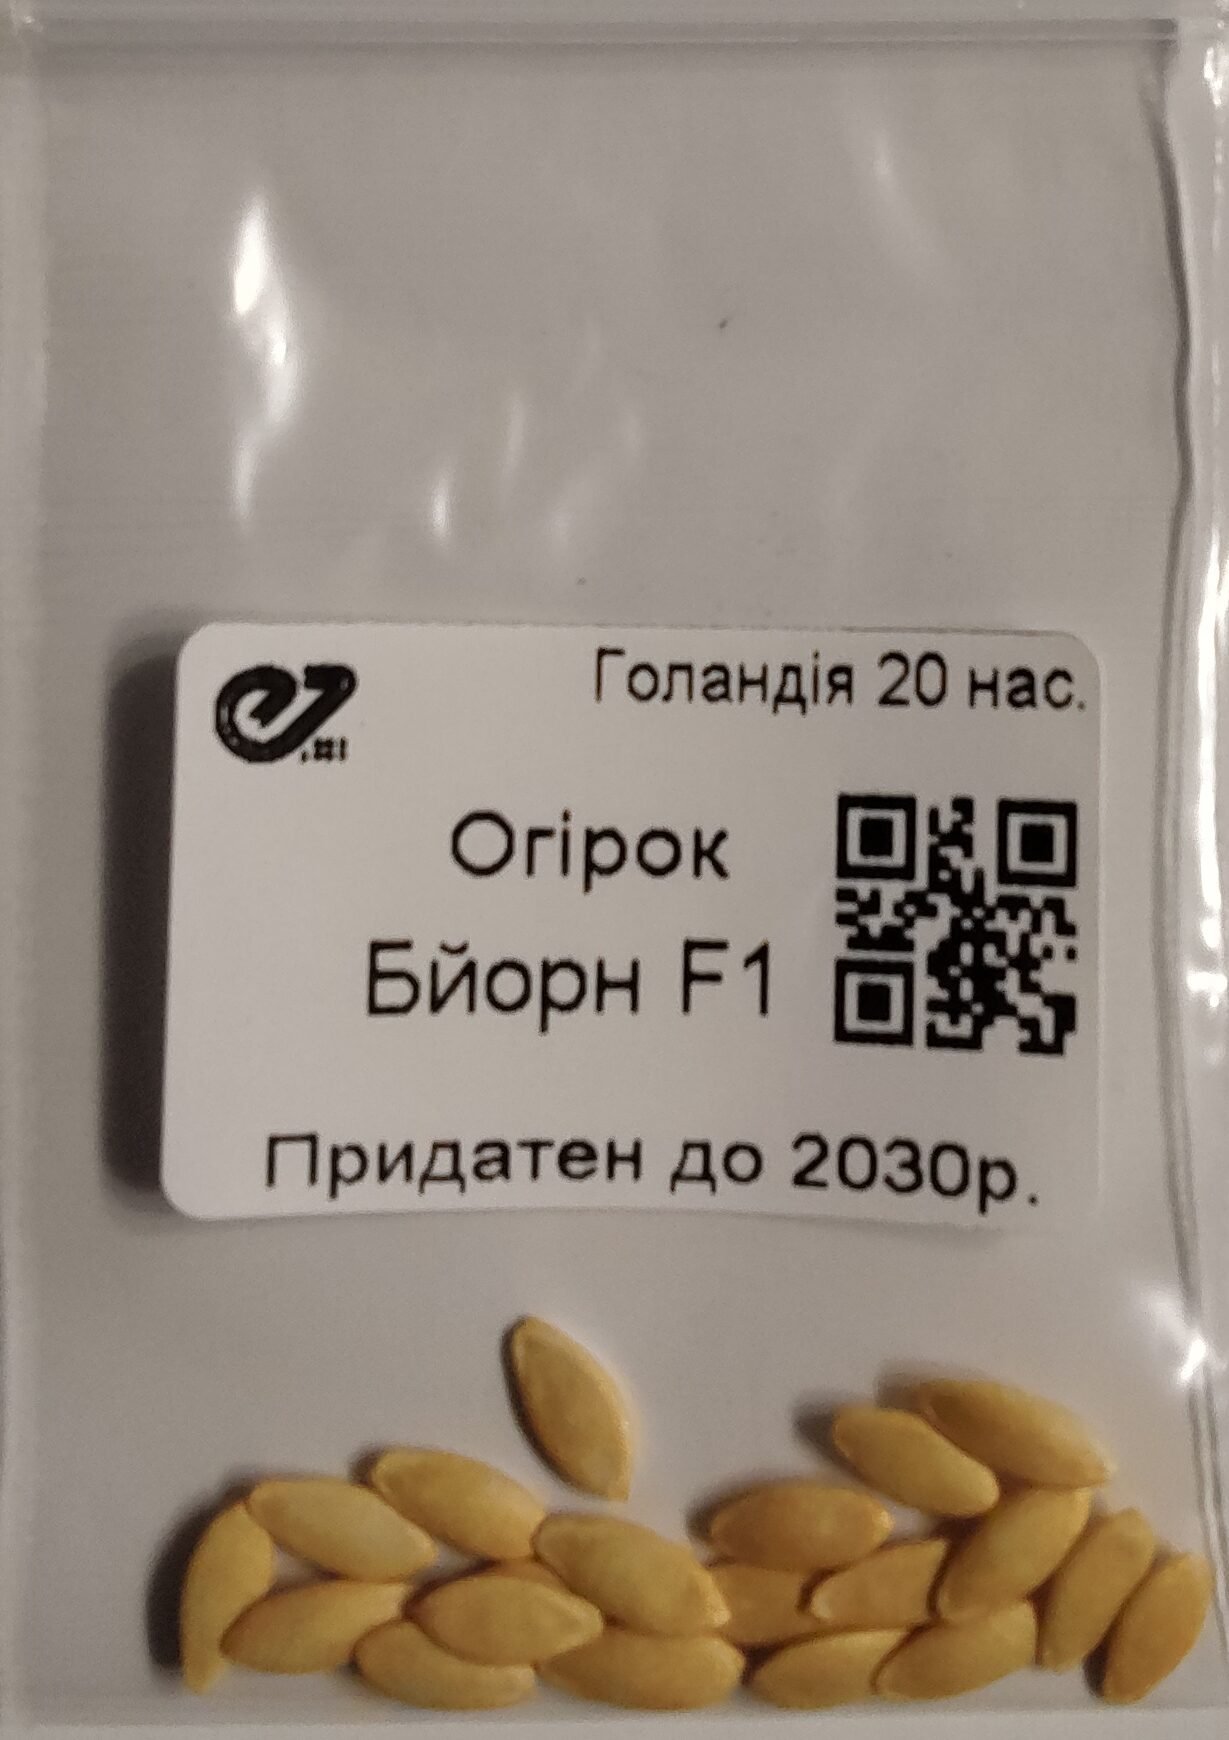 Голандія 20 нас.
Огірок
Бйорн F1
Придатен до 2030р.